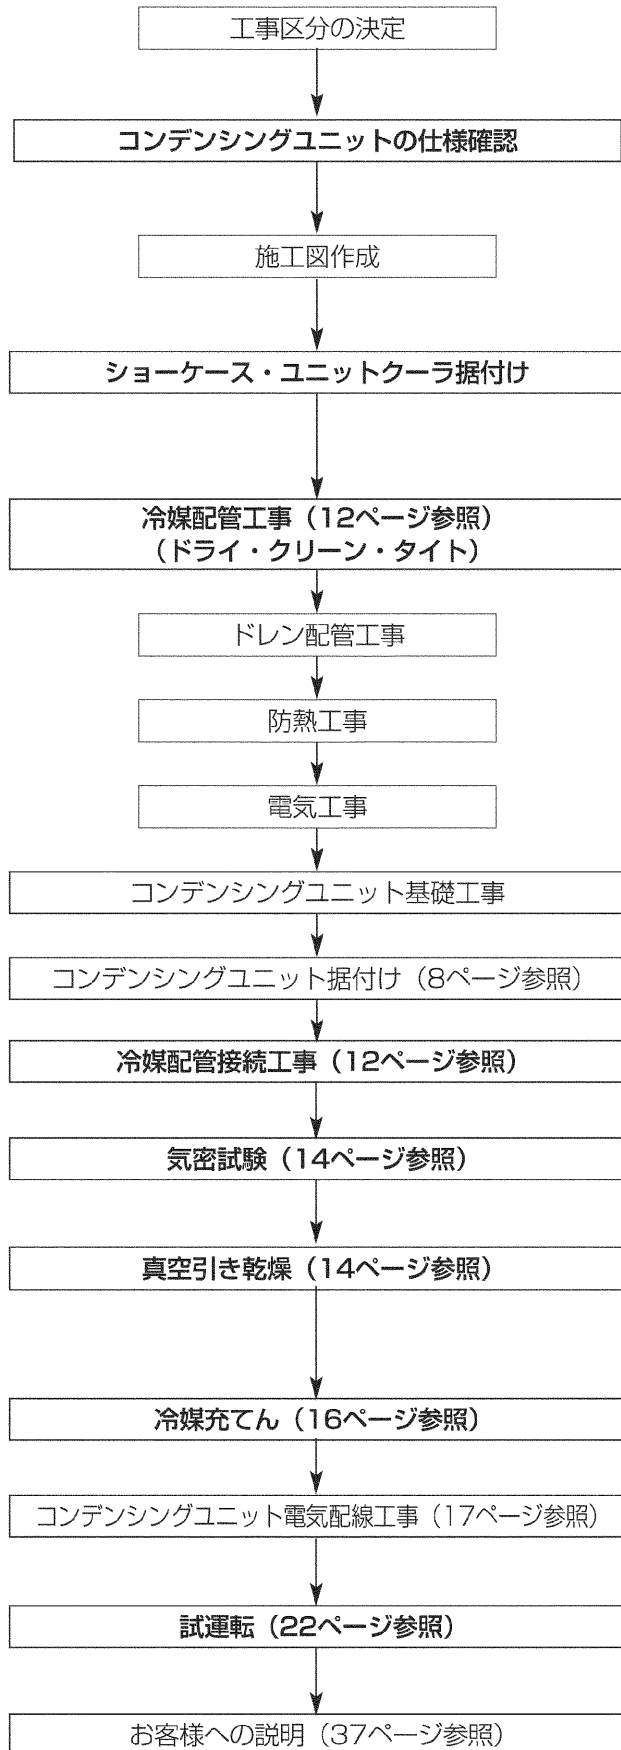 工事区分の決定
コンデンシングユニットの仕様確認
施工図作成
ショーケース・ユニットクーラ据付け
冷媒配管工事（12ページ参照）
（ドライ・クリーン・タイト）
ドレン配管工事
防熱工事
電気工事
コンデンシングユニット基礎工事
コンデンシングユニット据付け（8ページ参照）
冷媒配管接続工事（12ページ参照）
気密試験（14ページ参照）
真空引き乾燥（14ページ参照）
冷媒充てん（16ページ参照）
コンデンシングユニット電気配線工事（17ページ参照）
試運転（22ページ参照）
お客様への説明（37ページ参照）